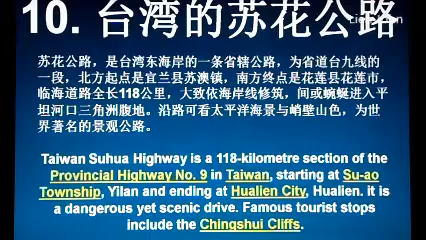 10. 台湾的苏花公路
苏花公路，是台湾东海岸的一条省辖公路，为省道台九线的
一段，北方起点是宜兰县苏澳镇，南方终点是花莲县花莲市，
临海道路全长118公里，大致依海岸线修筑，间或蜿蜒进入平
坦河口三角洲腹地。沿路可看太平洋海景与峭壁山色，为世
界著名的景观公路。
Taiwan Suhua Highway is a 118-kilometre section of the
Provincial Highway No. 9 in Taiwan, starting at Su-ao
Township, Yilan and ending at Hualien City, Hualien. it is
a dangerous yet scenic drive. Famous tourist stops
include the Chingshui Cliffs.